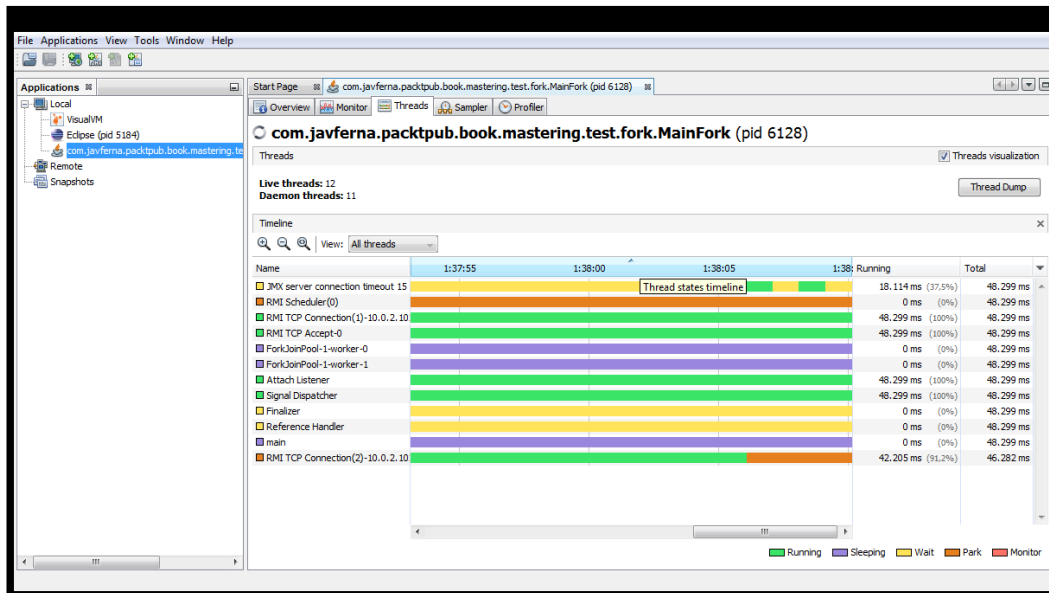 File Applications View Tools Window Help
Applications
Local
VisualVM
Eclipse (pid 5184)
com.javferna.packtpub.book.mastering.te
Remote
Snapshots
Start Page com.javferna.packtpub.book.mastering.test.fork.MainFork (pid 6128)
Overview Monitor Threads Sampler Profiler
com.javferna.packtpub.book.mastering.test.fork.MainFork (pid 6128)
Threads Threads visualization
Live threads: 12
Daemon threads: 11
Thread Dump
Timeline
View: All threads
Name 1:37:55 1:38:00 1:38:05 1:38: Running Total
Thread states timeline
JMX server connection timeout 15 18.114 ms (37,5%) 48.299 ms
RMI Scheduler(0) 0 ms (0%) 48.299 ms
RMI TCP Connection(1)-10.0.2.10 48.299 ms (100%) 48.299 ms
RMI TCP Accept-0 48.299 ms (100%) 48.299 ms
ForkJoinPool-1-worker-0 0 ms (0%) 48.299 ms
ForkJoinPool-1-worker-1 0 ms (0%) 48.299 ms
Attach Listener 48.299 ms (100%) 48.299 ms
Signal Dispatcher 48.299 ms (100%) 48.299 ms
Finalizer 0 ms (0%) 48.299 ms
Reference Handler 0 ms (0%) 48.299 ms
main 0 ms (0%) 48.299 ms
RMI TCP Connection(2)-10.0.2.10 42.205 ms (91,2%) 46.282 ms
Running Sleeping Wait Park Monitor